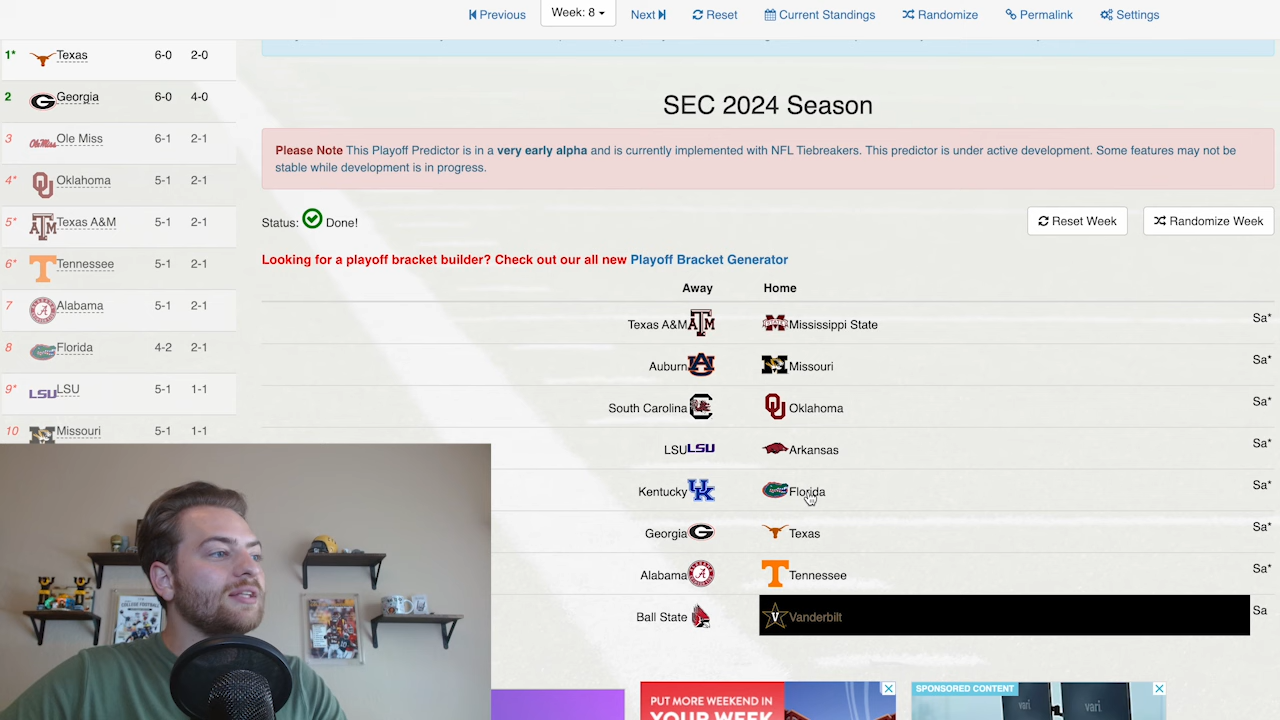 Previous
Week: 8
Next
Reset
Current Standings
Randomize
Permalink
Settings
1* Texas 6-0 2-0
2 Georgia 6-0 4-0
3 Ole Miss 6-1 2-1
4* Oklahoma 5-1 2-1
5* Texas A&M 5-1 2-1
6* Tennessee 5-1 2-1
7 Alabama 5-1 2-1
8 Florida 4-2 2-1
9* LSU 5-1 1-1
10 Missouri 5-1 1-1
SEC 2024 Season
Please Note This Playoff Predictor is in a very early alpha and is currently implemented with NFL Tiebreakers. This predictor is under active development. Some features may not be
stable while development is in progress.
Status: Done!
Reset Week
Randomize Week
Looking for a playoff bracket builder? Check out our all new Playoff Bracket Generator
Away Home
Texas A&M Mississippi State Sa*
Auburn Missouri Sa*
South Carolina Oklahoma Sa*
LSU LSU Arkansas Sa*
Kentucky Florida Sa*
Georgia Texas Sa*
Alabama Tennessee Sa*
Ball State Vanderbilt Sa
PUT MORE WEEKEND IN
YOUR WEEK
SPONSORED CONTENT
vari
vari